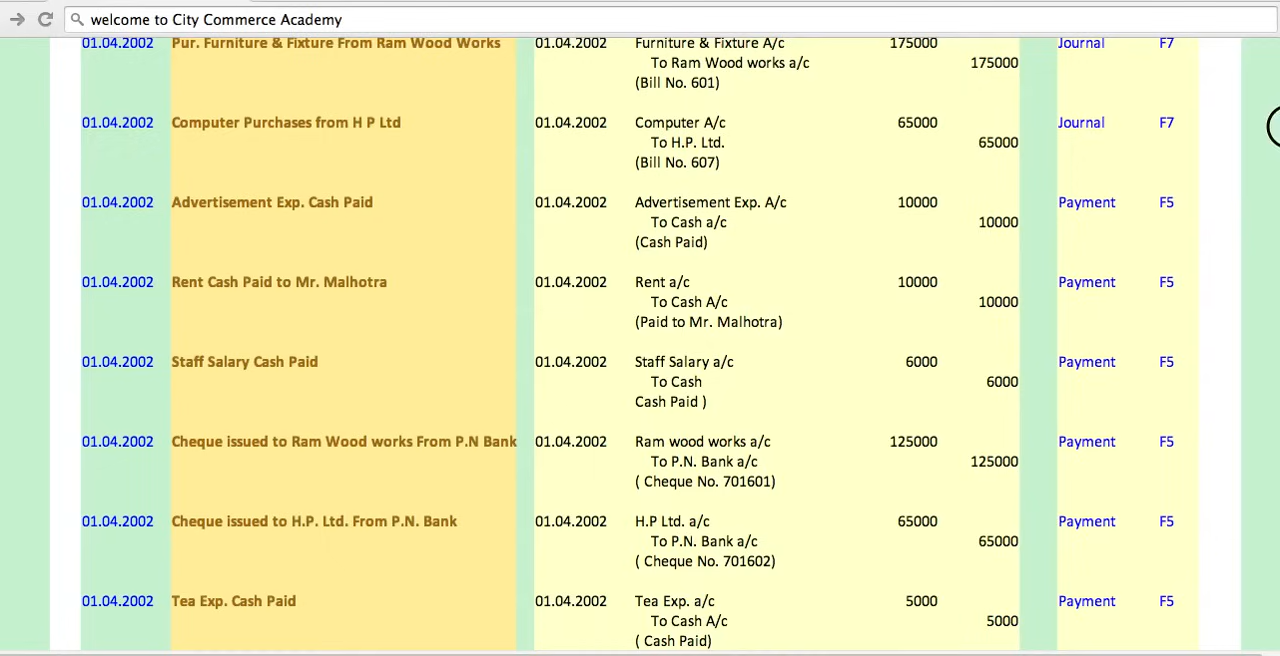 welcome to City Commerce Academy
01.04.2002 Pur. Furniture & Fixture From Ram Wood Works 01.04.2002 Furniture & Fixture A/c 175000 Journal F7
To Ram Wood works a/c 175000
(Bill No. 601)
01.04.2002 Computer Purchases from H P Ltd 01.04.2002 Computer A/c 65000 Journal F7
To H.P. Ltd. 65000
(Bill No. 607)
01.04.2002 Advertisement Exp. Cash Paid 01.04.2002 Advertisement Exp. A/c 10000 Payment F5
To Cash a/c 10000
(Cash Paid)
01.04.2002 Rent Cash Paid to Mr. Malhotra 01.04.2002 Rent a/c 10000 Payment F5
To Cash A/c 10000
(Paid to Mr. Malhotra)
01.04.2002 Staff Salary Cash Paid 01.04.2002 Staff Salary a/c 6000 Payment F5
To Cash 6000
Cash Paid )
01.04.2002 Cheque issued to Ram Wood works From P.N Bank 01.04.2002 Ram wood works a/c 125000 Payment F5
To P.N. Bank a/c 125000
( Cheque No. 701601)
01.04.2002 Cheque issued to H.P. Ltd. From P.N. Bank 01.04.2002 H.P Ltd. a/c 65000 Payment F5
To P.N. Bank a/c 65000
( Cheque No. 701602)
01.04.2002 Tea Exp. Cash Paid 01.04.2002 Tea Exp. a/c 5000 Payment F5
To Cash A/c 5000
( Cash Paid)